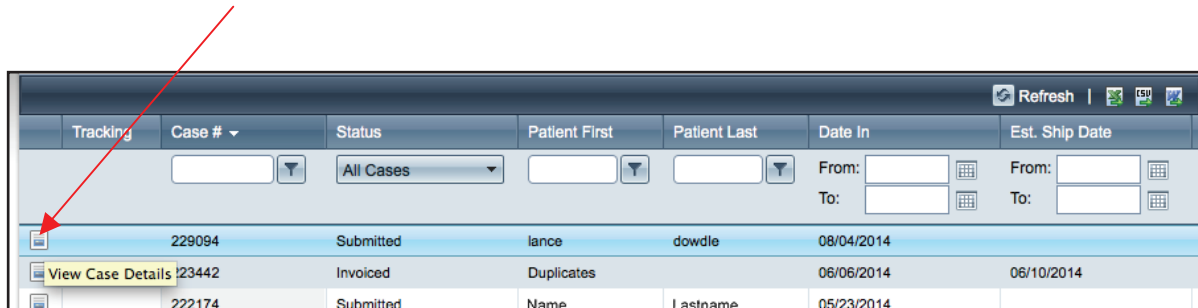 Refresh |
Tracking Case # Status Patient First Patient Last Date In Est. Ship Date
All Cases From: From:
To: To:
229094 Submitted lance dowdle 08/04/2014
View Case Details 223442 Invoiced Duplicates 06/06/2014 06/10/2014
222174 Submitted Name Lastname 05/23/2014